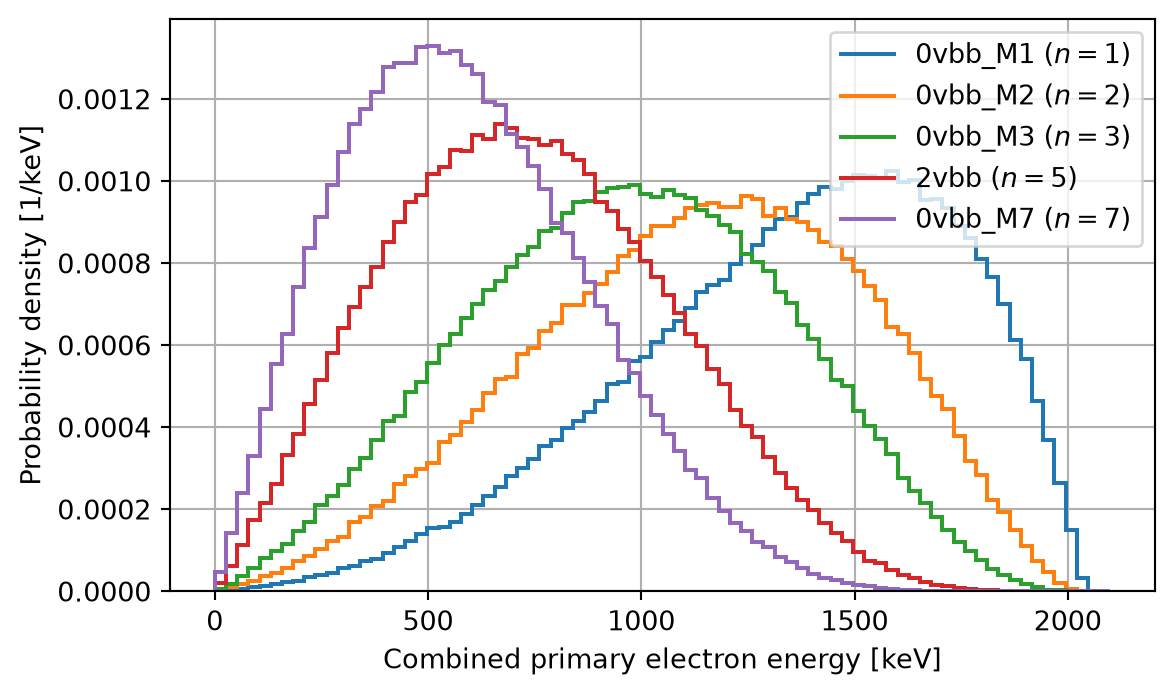 0vbb_M1 (n = 1)
0vbb_M2 (n = 2)
0vbb_M3 (n = 3)
2vbb (n = 5)
0vbb_M7 (n = 7)
Probability density [1/keV]
0.0012
0.0010
0.0008
0.0006
0.0004
0.0002
0.0000
0
500
1000
1500
2000
Combined primary electron energy [keV]